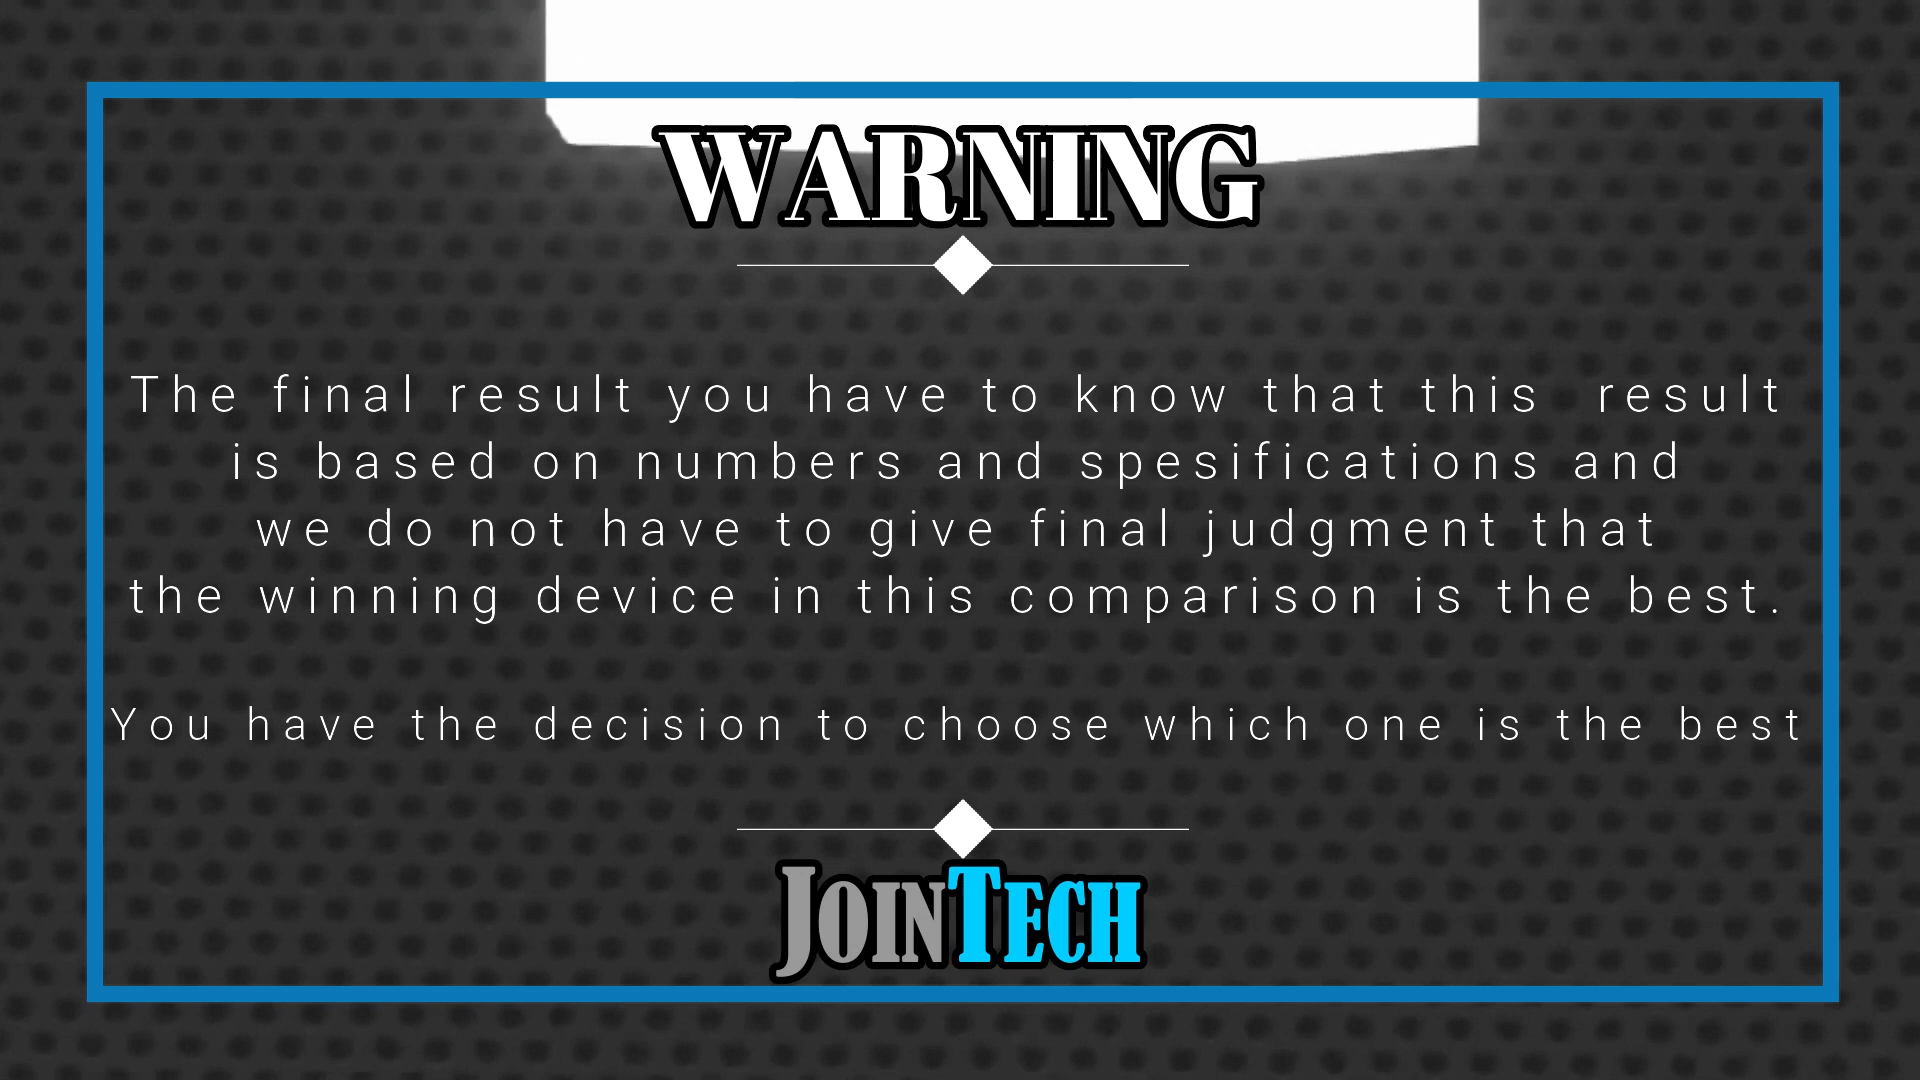 WARNING
The final result you have to know that this result
is based on numbers and spesifications and
we do not have to give final judgment that
the winning device in this comparison is the best.
You have the decision to choose which one is the best
JOINTECH